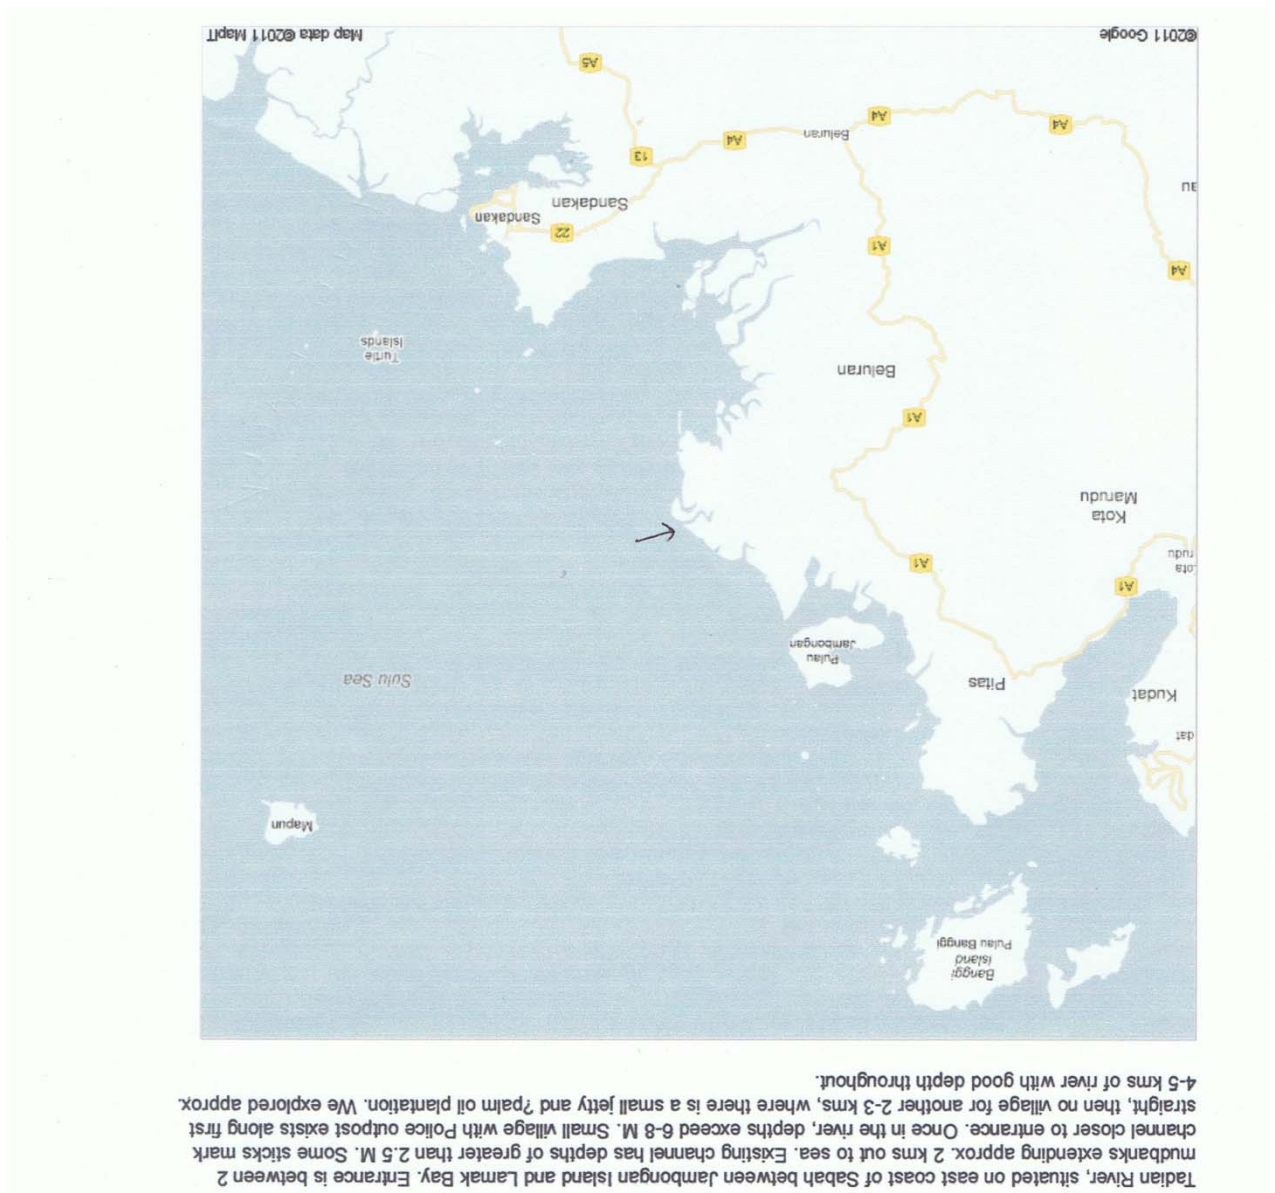 Tadian River, situated on east coast of Sabah between Jambongan Island and Lamak Bay. Entrance is between 2
mudbanks extending approx. 2 kms out to sea. Existing channel has depths of greater than 2.5 M. Some sticks mark
channel closer to entrance. Once in the river, depths exceed 6-8 M. Small village with Police outpost exists along first
straight, then no village for another 2-3 kms, where there is a small jetty and ?palm oil plantation. We explored approx.
4-5 kms of river with good depth throughout.
Banggi
Island
Pulau Banggi
Mapun
dat
Kudat
Pitas
Sulu Sea
Pulau
Jambongan
A1
A1
ota
rudu
Kota
Marudu
A1
Beluran
Turtle
Islands
A4
A1
22
Sandakan
Sandakan
au
13
A4
Beluran
A4
A4
A5
©2011 Google
Map data ©2011 MapIT